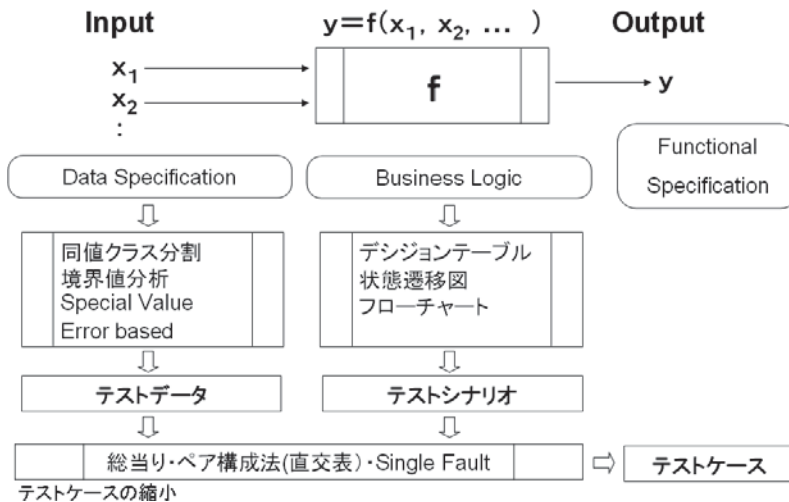 Input
y=f(x₁, x₂, … )
Output
x₁
x₂
:
f
y
Data Specification
Business Logic
Functional
Specification
同値クラス分割
境界値分析
Special Value
Error based
デシジョンテーブル
状態遷移図
フローチャート
テストデータ
テストシナリオ
総当り・ペア構成法(直交表)・Single Fault
テストケース
テストケースの縮小